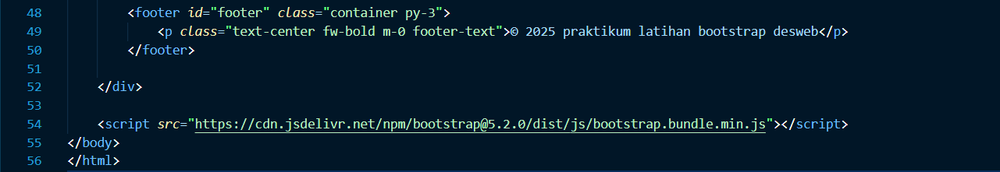 48 <footer id="footer" class="container py-3">
49 <p class="text-center fw-bold m-0 footer-text">© 2025 praktikum latihan bootstrap desweb</p>
50 </footer>
51
52 </div>
53
54 <script src="https://cdn.jsdelivr.net/npm/bootstrap@5.2.0/dist/js/bootstrap.bundle.min.js"></script>
55 </body>
56 </html>